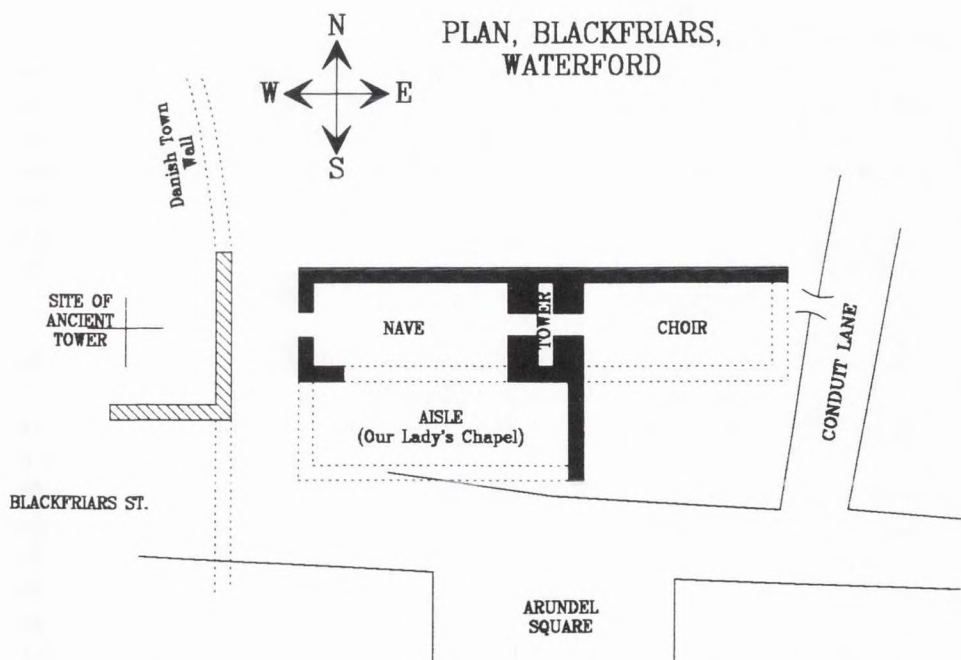 PLAN, BLACKFRIARS,
WATERFORD
N
W E
S
Danish Town
Wall
SITE OF
ANCIENT
TOWER
NAVE
TOWER
CHOIR
CONDUIT LANE
AISLE
(Our Lady's Chapel)
BLACKFRIARS ST.
ARUNDEL
SQUARE